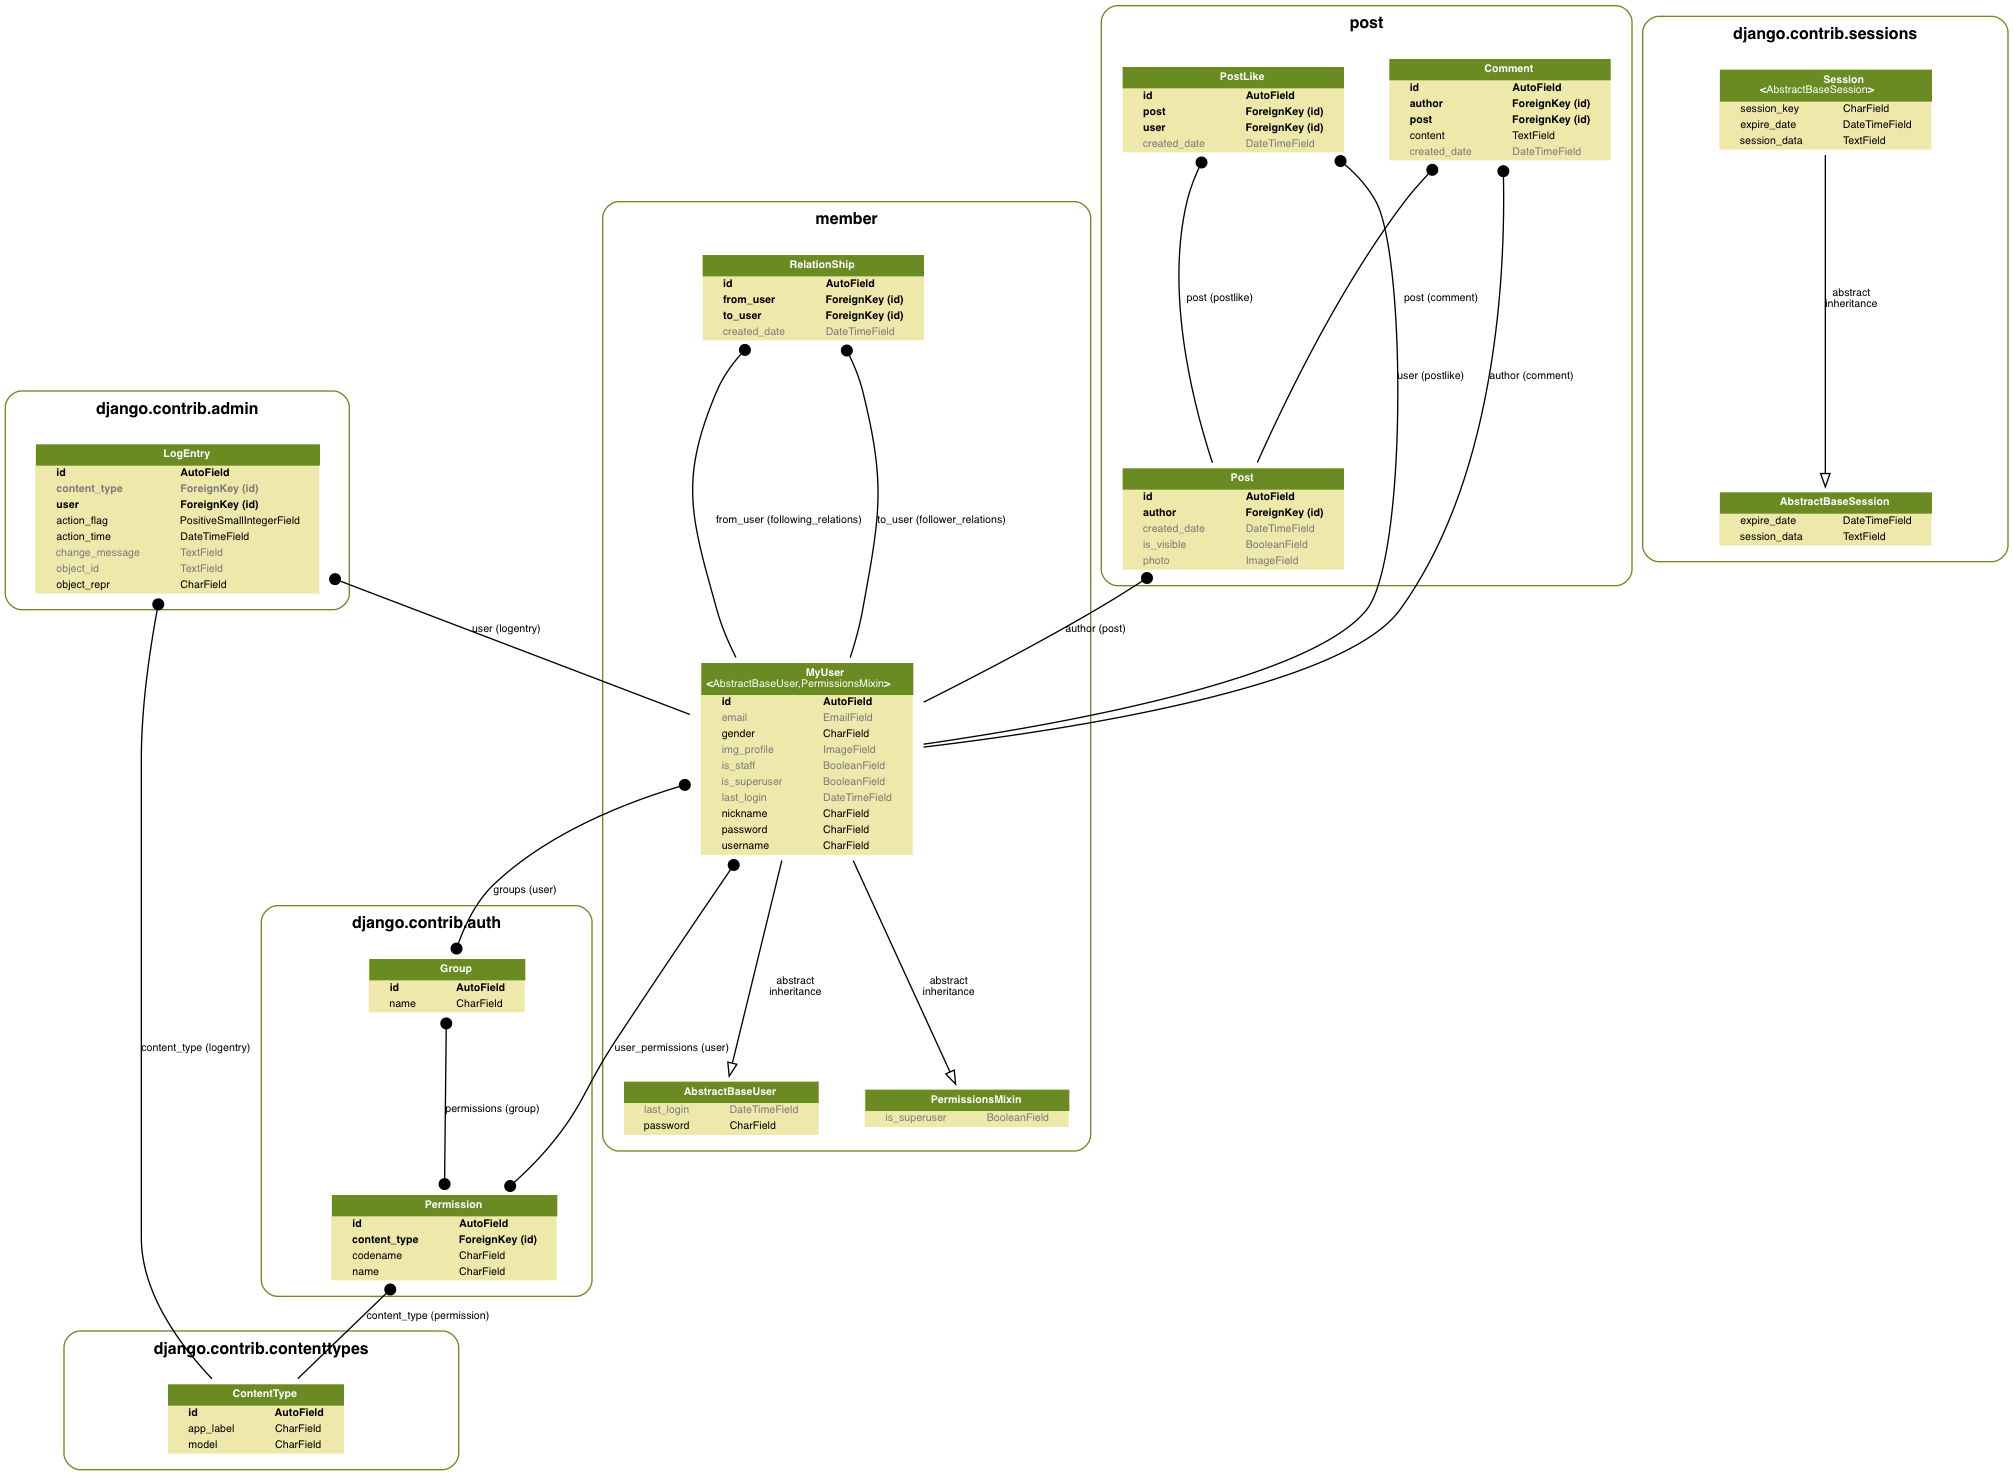 post
PostLike
id AutoField
post ForeignKey (id)
user ForeignKey (id)
created_date DateTimeField
Comment
id AutoField
author ForeignKey (id)
post ForeignKey (id)
content TextField
created_date DateTimeField
post (postlike)
post (comment)
user (postlike)
author (comment)
Post
id AutoField
author ForeignKey (id)
created_date DateTimeField
is_visible BooleanField
photo ImageField
author (post)
django.contrib.sessions
Session
<AbstractBaseSession>
session_key CharField
expire_date DateTimeField
session_data TextField
abstract
inheritance
AbstractBaseSession
expire_date DateTimeField
session_data TextField
member
RelationShip
id AutoField
from_user ForeignKey (id)
to_user ForeignKey (id)
created_date DateTimeField
from_user (following_relations)
to_user (follower_relations)
MyUser
<AbstractBaseUser,PermissionsMixin>
id AutoField
email EmailField
gender CharField
img_profile ImageField
is_staff BooleanField
is_superuser BooleanField
last_login DateTimeField
nickname CharField
password CharField
username CharField
abstract
inheritance
abstract
inheritance
AbstractBaseUser
last_login DateTimeField
password CharField
PermissionsMixin
is_superuser BooleanField
django.contrib.admin
LogEntry
id AutoField
content_type ForeignKey (id)
user ForeignKey (id)
action_flag PositiveSmallIntegerField
action_time DateTimeField
change_message TextField
object_id TextField
object_repr CharField
user (logentry)
groups (user)
user_permissions (user)
content_type (logentry)
django.contrib.auth
Group
id AutoField
name CharField
permissions (group)
Permission
id AutoField
content_type ForeignKey (id)
codename CharField
name CharField
content_type (permission)
django.contrib.contenttypes
ContentType
id AutoField
app_label CharField
model CharField